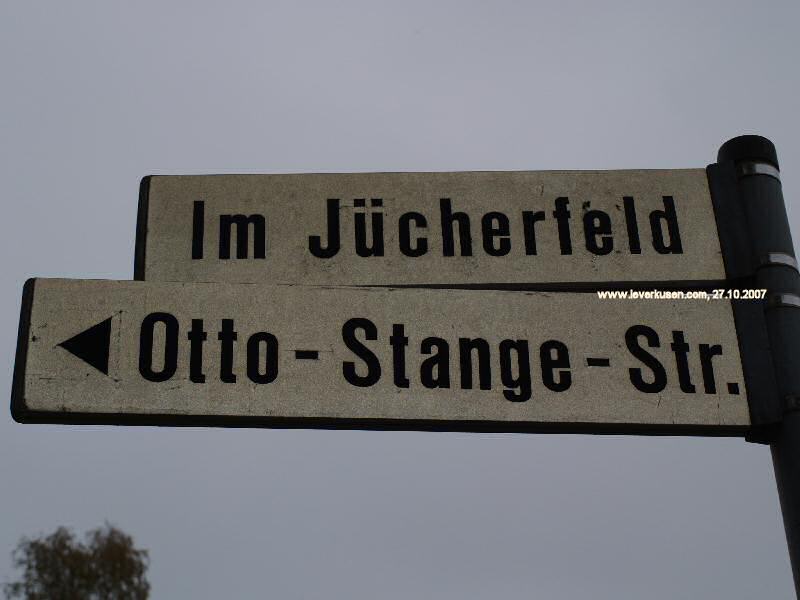 Im Jücherfeld
www.leverkusen.com, 27.10.2007
Otto-Stange-Str.